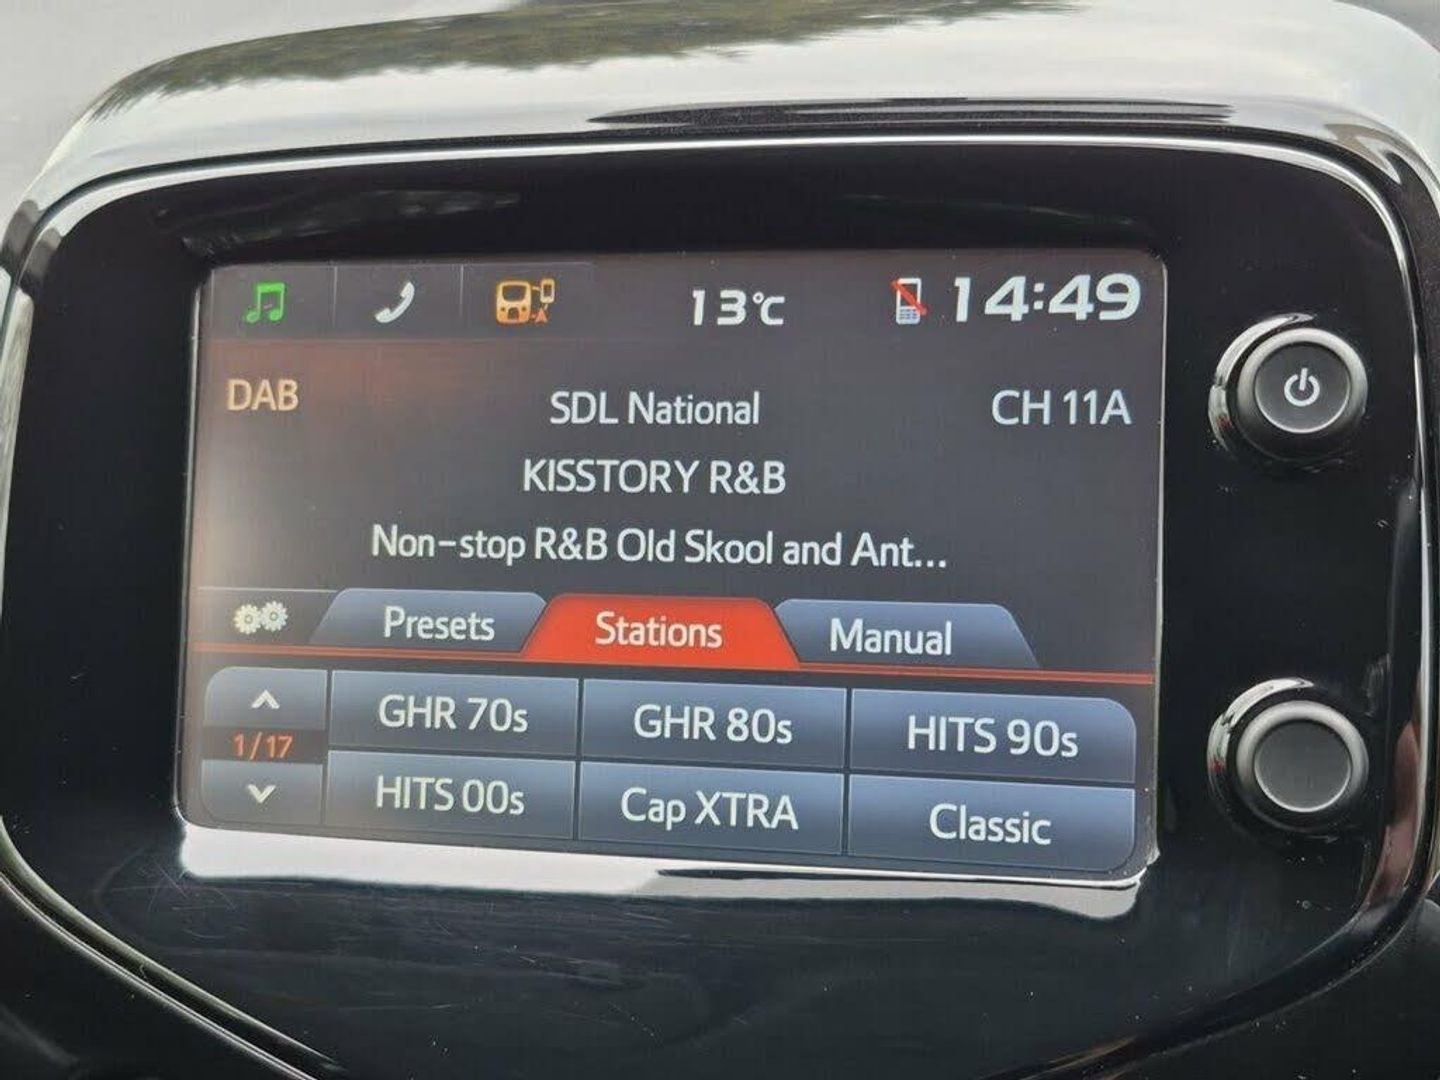 13℃ 14:49
DAB SDL National CH 11A
KISSTORY R&B
Non-stop R&B Old Skool and Ant...
Presets Stations Manual
GHR 70s GHR 80s HITS 90s
1/17
HITS 00s Cap XTRA Classic